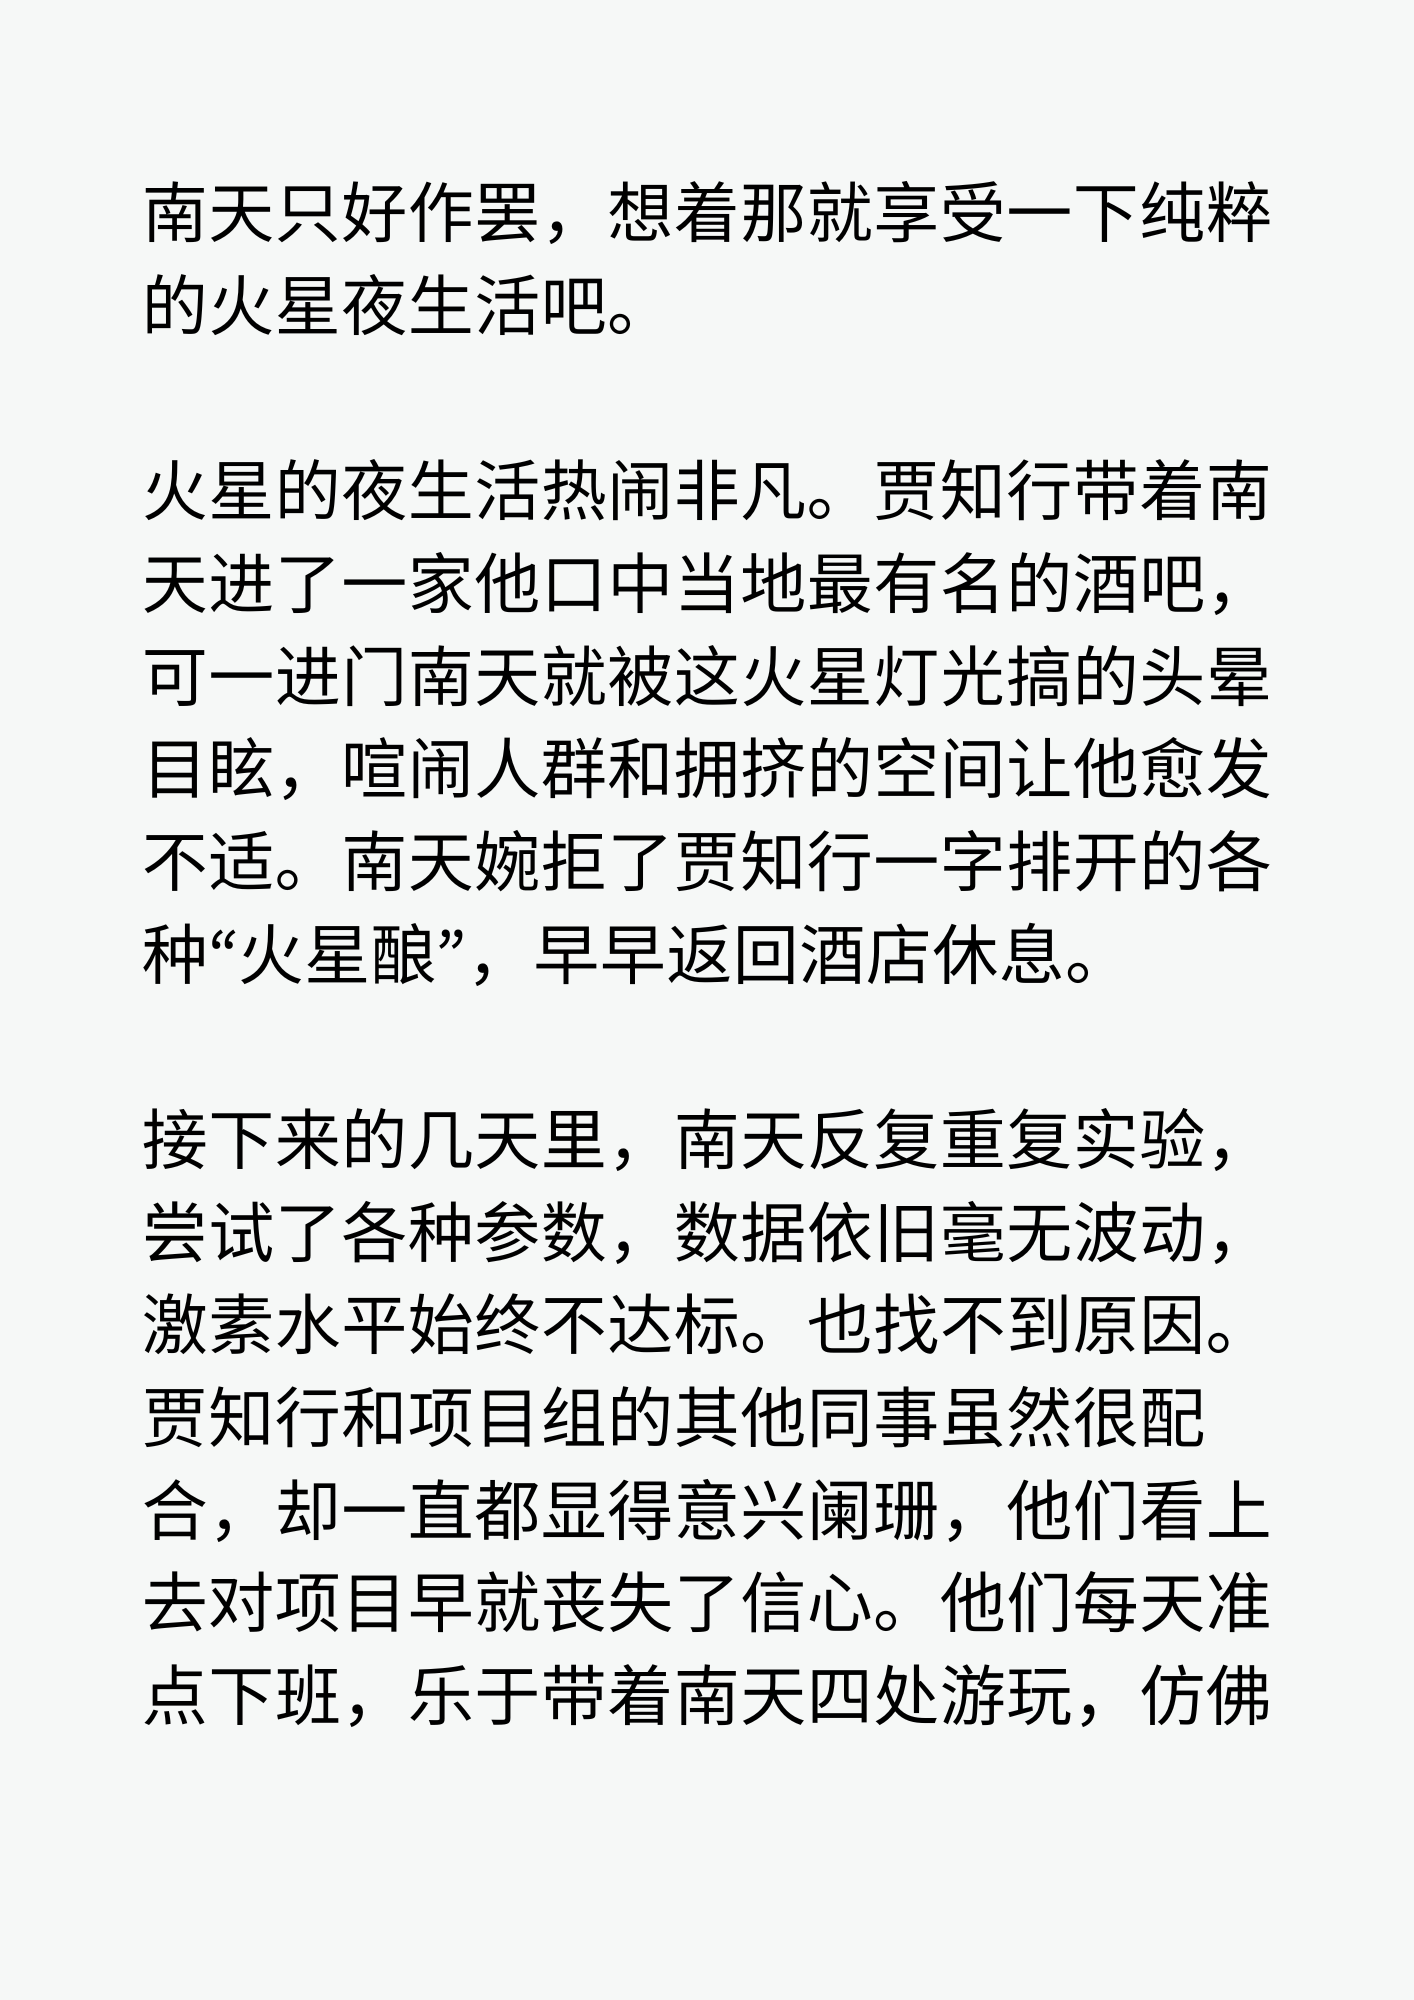 南天只好作罢，想着那就享受一下纯粹
的火星夜生活吧。
火星的夜生活热闹非凡。贾知行带着南
天进了一家他口中当地最有名的酒吧，
可一进门南天就被这火星灯光搞的头晕
目眩，喧闹人群和拥挤的空间让他愈发
不适。南天婉拒了贾知行一字排开的各
种“火星酿”，早早返回酒店休息。
接下来的几天里，南天反复重复实验，
尝试了各种参数，数据依旧毫无波动，
激素水平始终不达标。也找不到原因。
贾知行和项目组的其他同事虽然很配
合，却一直都显得意兴阑珊，他们看上
去对项目早就丧失了信心。他们每天准
点下班，乐于带着南天四处游玩，仿佛